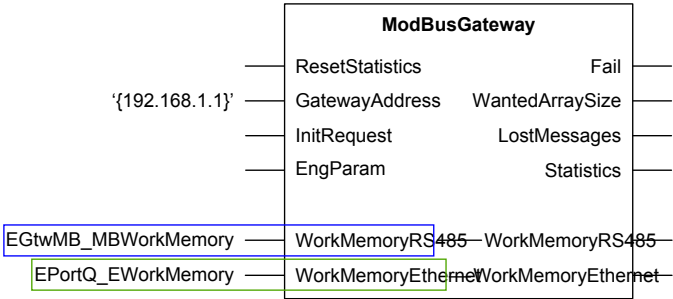 ModBusGateway
ResetStatistics Fail
‘{192.168.1.1}’ GatewayAddress WantedArraySize
InitRequest LostMessages
EngParam Statistics
EGtwMB_MBWorkMemory WorkMemoryRS485 WorkMemoryRS485
EPortQ_EWorkMemory WorkMemoryEthernet WorkMemoryEthernet